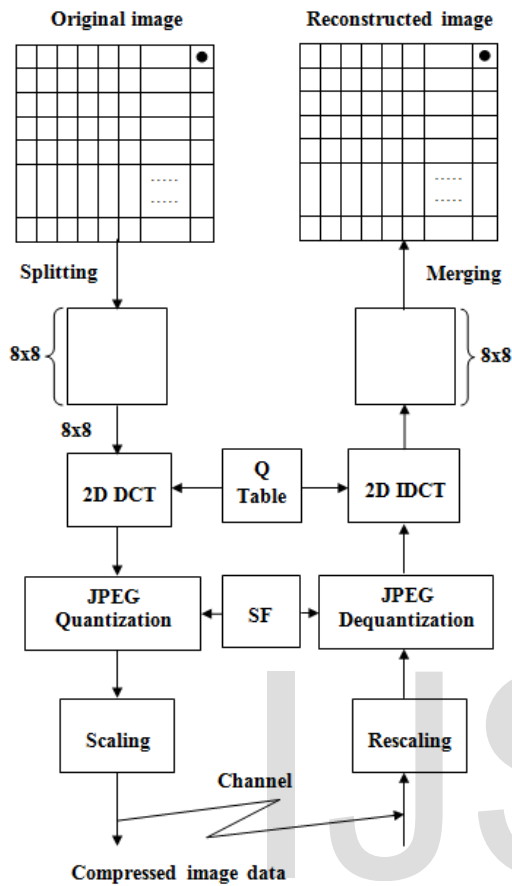 Original image
Reconstructed image
-----
-----
-----
-----
Splitting
Merging
8x8
8x8
8x8
2D DCT
Q
Table
2D IDCT
JPEG
Quantization
SF
JPEG
Dequantization
Scaling
Rescaling
Channel
Compressed image data
IJS